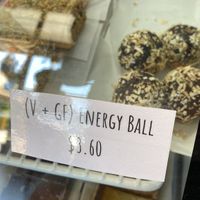 (V + GF) ENERGY BALL
$3.60